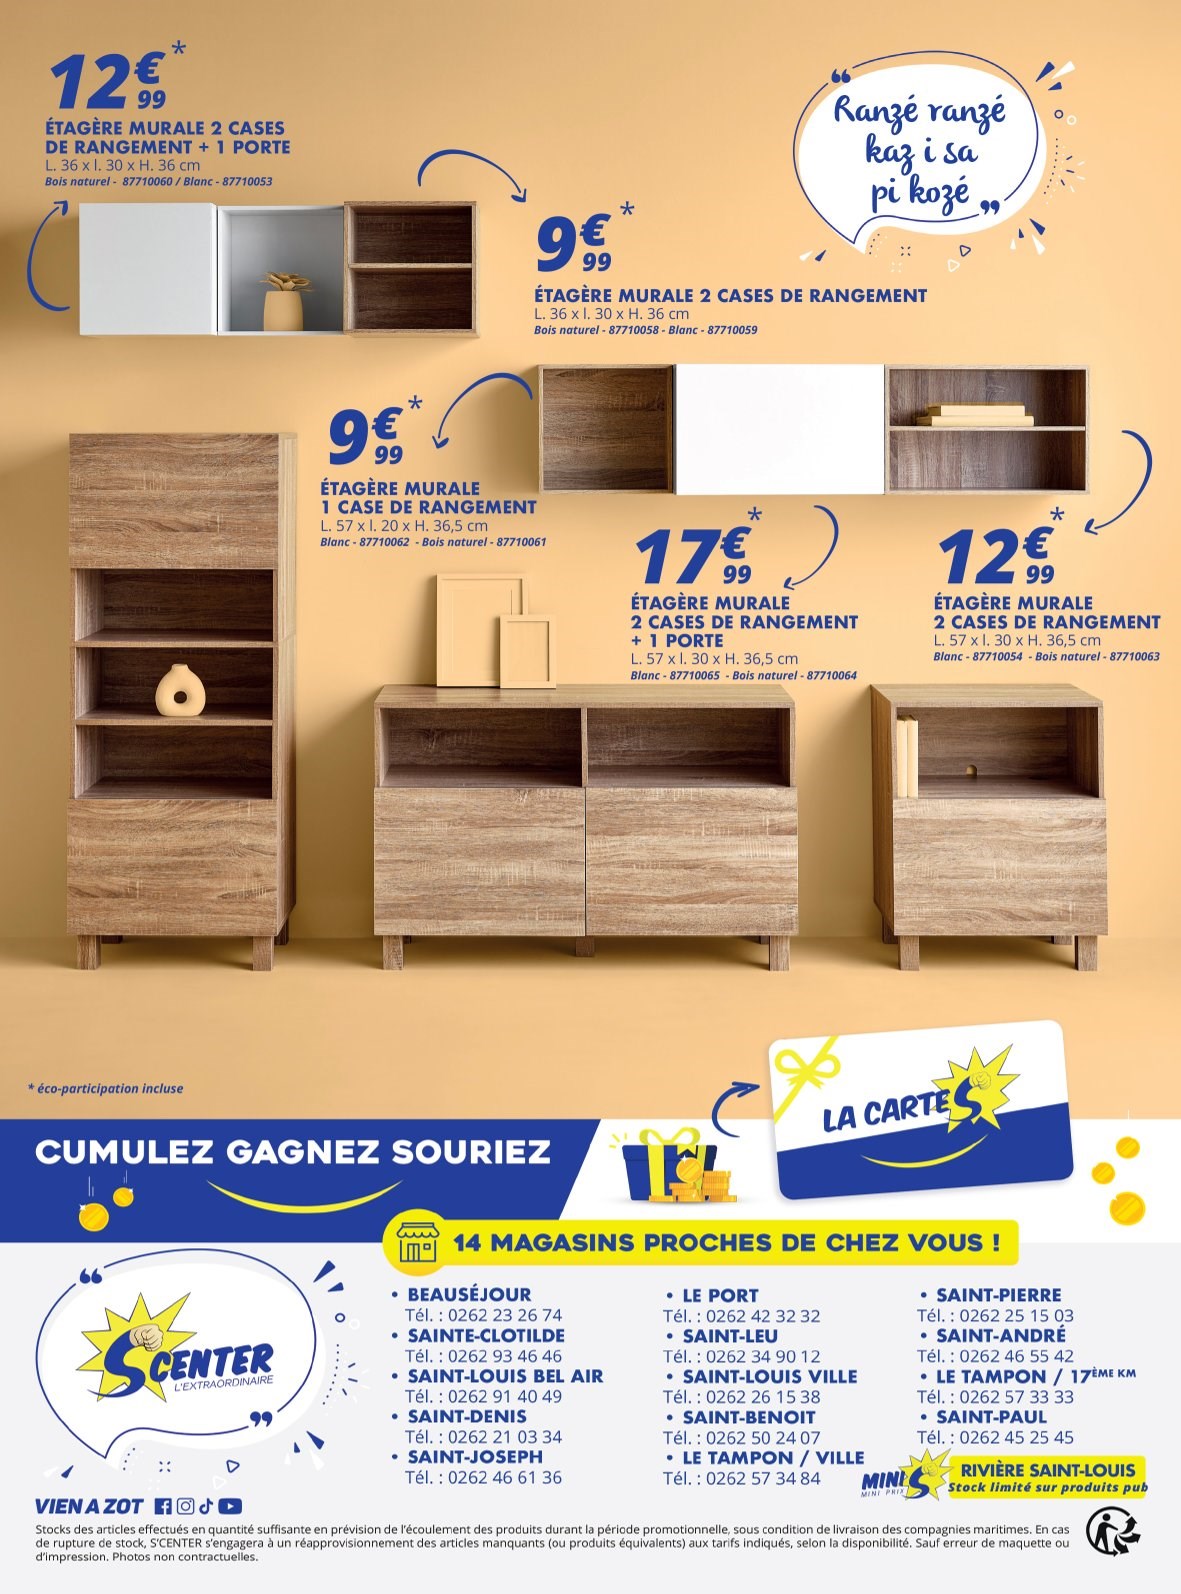 12€99*
ÉTAGÈRE MURALE 2 CASES
DE RANGEMENT + 1 PORTE
L. 36 x l. 30 x H. 36 cm
Bois naturel - 87710060 / Blanc - 87710053
“ Ranzé ranzé
kaz i sa
pi kozé ”
9€99*
ÉTAGÈRE MURALE 2 CASES DE RANGEMENT
L. 36 x l. 30 x H. 36 cm
Bois naturel - 87710058 - Blanc - 87710059
9€99*
ÉTAGÈRE MURALE
1 CASE DE RANGEMENT
L. 57 x l. 20 x H. 36,5 cm
Blanc - 87710062 - Bois naturel - 87710061
17€99*
ÉTAGÈRE MURALE
2 CASES DE RANGEMENT
+ 1 PORTE
L. 57 x l. 30 x H. 36,5 cm
Blanc - 87710065 - Bois naturel - 87710064
12€99*
ÉTAGÈRE MURALE
2 CASES DE RANGEMENT
L. 57 x l. 30 x H. 36,5 cm
Blanc - 87710054 - Bois naturel - 87710063
* éco-participation incluse
LA CARTE S
CUMULEZ GAGNEZ SOURIEZ
14 MAGASINS PROCHES DE CHEZ VOUS !
“ S'CENTER
L'EXTRAORDINAIRE ”
• BEAUSÉJOUR
Tél. : 0262 23 26 74
• SAINTE-CLOTILDE
Tél. : 0262 93 46 46
• SAINT-LOUIS BEL AIR
Tél. : 0262 91 40 49
• SAINT-DENIS
Tél. : 0262 21 03 34
• SAINT-JOSEPH
Tél. : 0262 46 61 36
• LE PORT
Tél. : 0262 42 32 32
• SAINT-LEU
Tél. : 0262 34 90 12
• SAINT-LOUIS VILLE
Tél. : 0262 26 15 38
• SAINT-BENOIT
Tél. : 0262 50 24 07
• LE TAMPON / VILLE
Tél. : 0262 57 34 84
• SAINT-PIERRE
Tél. : 0262 25 15 03
• SAINT-ANDRÉ
Tél. : 0262 46 55 42
• LE TAMPON / 17ÈME KM
Tél. : 0262 57 33 33
• SAINT-PAUL
Tél. : 0262 45 25 45
MINI S
MINI PRIX
RIVIÈRE SAINT-LOUIS
Stock limité sur produits pub
VIEN A ZOT
Stocks des articles effectués en quantité suffisante en prévision de l'écoulement des produits durant la période promotionnelle, sous condition de livraison des compagnies maritimes. En cas
de rupture de stock, S'CENTER s'engagera à un réapprovisionnement des articles manquants (ou produits équivalents) aux tarifs indiqués, selon la disponibilité. Sauf erreur de maquette ou
d'impression. Photos non contractuelles.